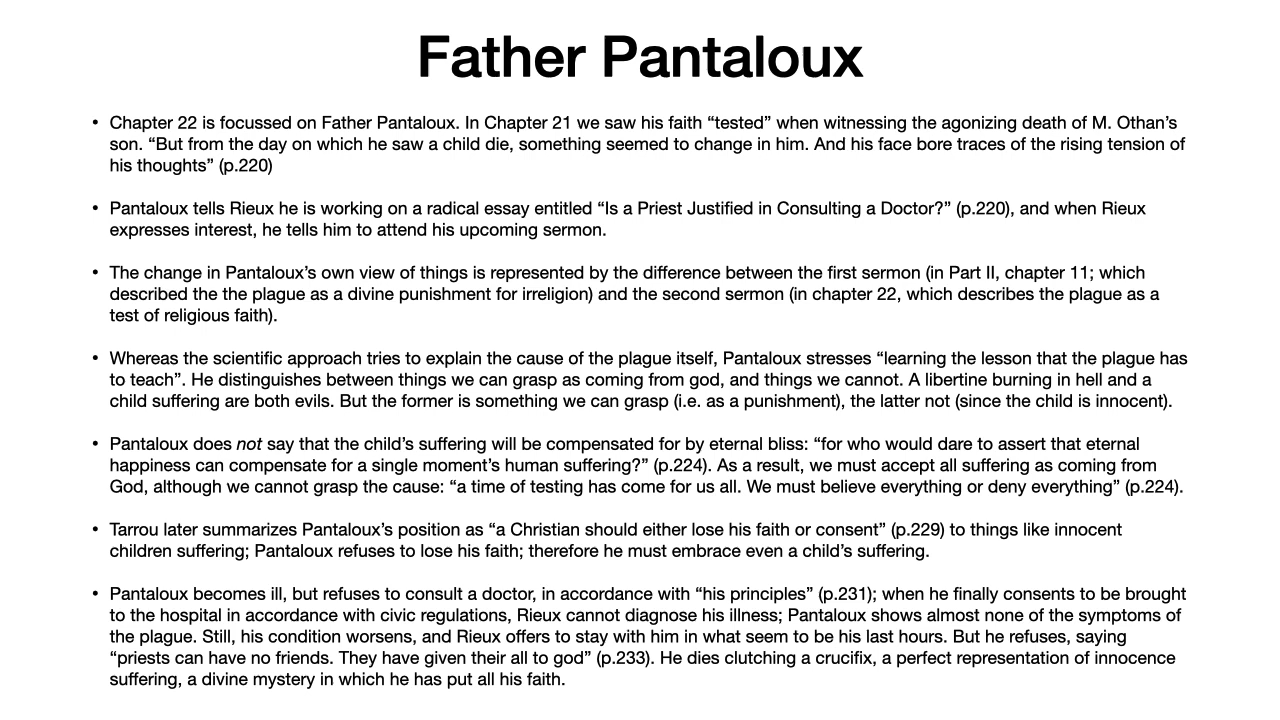 Father Pantaloux
• Chapter 22 is focussed on Father Pantaloux. In Chapter 21 we saw his faith “tested” when witnessing the agonizing death of M. Othan’s
son. “But from the day on which he saw a child die, something seemed to change in him. And his face bore traces of the rising tension of
his thoughts” (p.220)
• Pantaloux tells Rieux he is working on a radical essay entitled “Is a Priest Justified in Consulting a Doctor?” (p.220), and when Rieux
expresses interest, he tells him to attend his upcoming sermon.
• The change in Pantaloux’s own view of things is represented by the difference between the first sermon (in Part II, chapter 11; which
described the the plague as a divine punishment for irreligion) and the second sermon (in chapter 22, which describes the plague as a
test of religious faith).
• Whereas the scientific approach tries to explain the cause of the plague itself, Pantaloux stresses “learning the lesson that the plague has
to teach”. He distinguishes between things we can grasp as coming from god, and things we cannot. A libertine burning in hell and a
child suffering are both evils. But the former is something we can grasp (i.e. as a punishment), the latter not (since the child is innocent).
• Pantaloux does not say that the child’s suffering will be compensated for by eternal bliss: “for who would dare to assert that eternal
happiness can compensate for a single moment’s human suffering?” (p.224). As a result, we must accept all suffering as coming from
God, although we cannot grasp the cause: “a time of testing has come for us all. We must believe everything or deny everything” (p.224).
• Tarrou later summarizes Pantaloux’s position as “a Christian should either lose his faith or consent” (p.229) to things like innocent
children suffering; Pantaloux refuses to lose his faith; therefore he must embrace even a child’s suffering.
• Pantaloux becomes ill, but refuses to consult a doctor, in accordance with “his principles” (p.231); when he finally consents to be brought
to the hospital in accordance with civic regulations, Rieux cannot diagnose his illness; Pantaloux shows almost none of the symptoms of
the plague. Still, his condition worsens, and Rieux offers to stay with him in what seem to be his last hours. But he refuses, saying
“priests can have no friends. They have given their all to god” (p.233). He dies clutching a crucifix, a perfect representation of innocence
suffering, a divine mystery in which he has put all his faith.